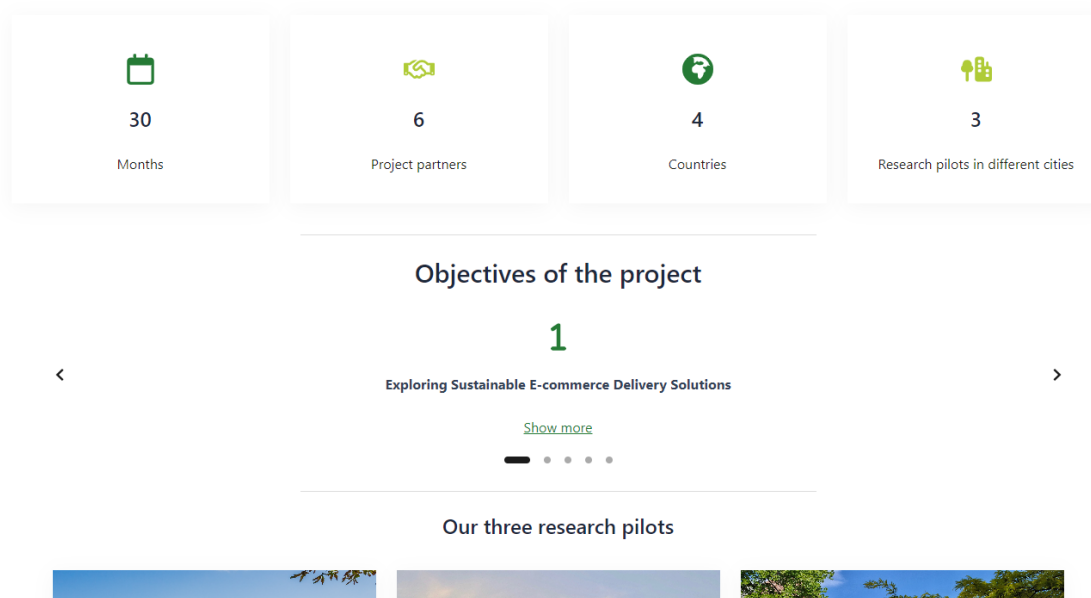 30
Months
6
Project partners
4
Countries
3
Research pilots in different cities
Objectives of the project
1
Exploring Sustainable E-commerce Delivery Solutions
Show more
Our three research pilots